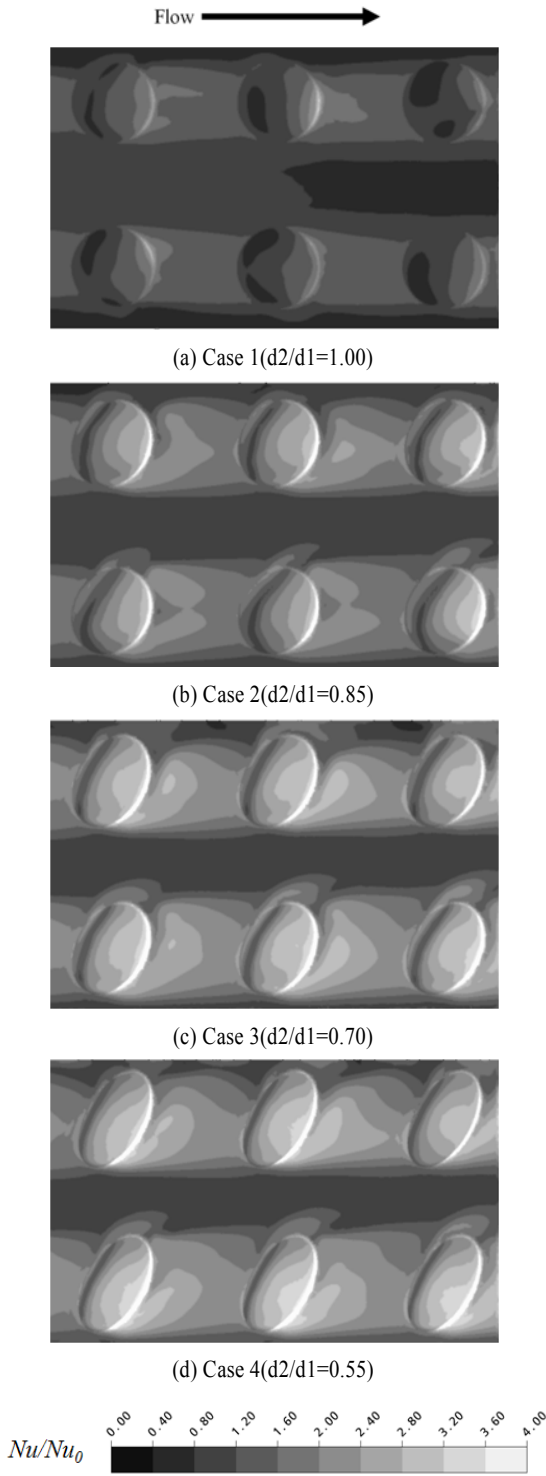 Flow
(a) Case 1(d2/d1=1.00)
(b) Case 2(d2/d1=0.85)
(c) Case 3(d2/d1=0.70)
(d) Case 4(d2/d1=0.55)
0.00 0.40 0.80 1.20 1.60 2.00 2.40 2.80 3.20 3.60 4.00
Nu/Nu0